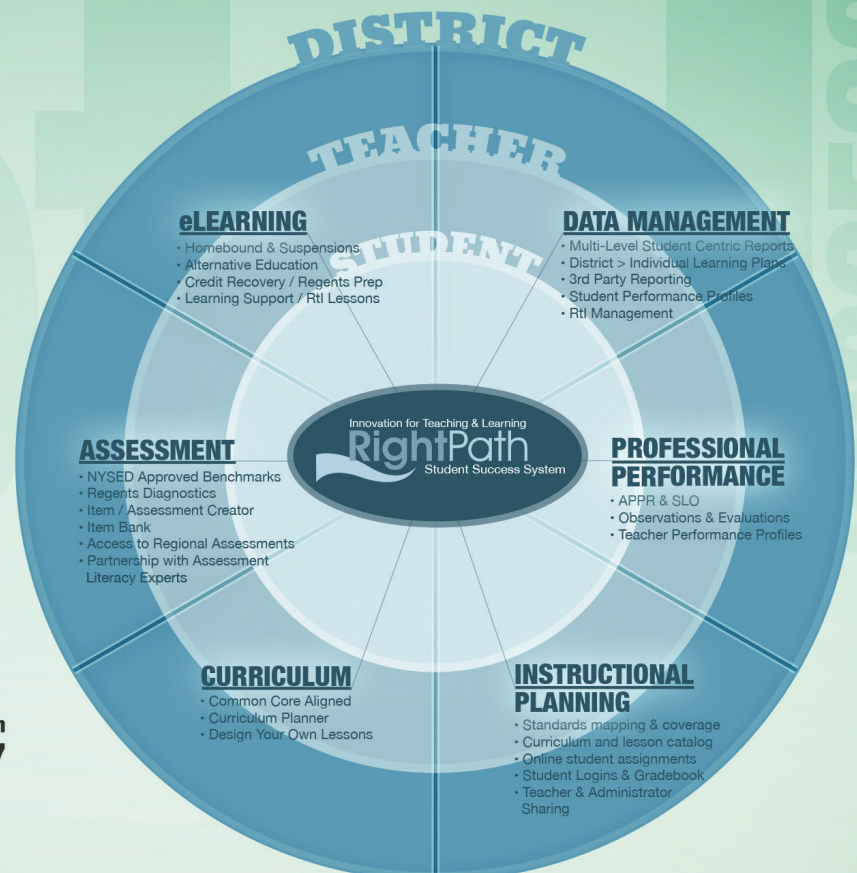 DISTRICT
TEACHER
STUDENT
eLEARNING
• Homebound & Suspensions
• Alternative Education
• Credit Recovery / Regents Prep
• Learning Support / RtI Lessons
DATA MANAGEMENT
• Multi-Level Student Centric Reports
• District > Individual Learning Plans
• 3rd Party Reporting
• Student Performance Profiles
• RtI Management
Innovation for Teaching & Learning
RightPath
Student Success System
ASSESSMENT
• NYSED Approved Benchmarks
• Regents Diagnostics
• Item / Assessment Creator
• Item Bank
• Access to Regional Assessments
• Partnership with Assessment
Literacy Experts
PROFESSIONAL
PERFORMANCE
• APPR & SLO
• Observations & Evaluations
• Teacher Performance Profiles
CURRICULUM
• Common Core Aligned
• Curriculum Planner
• Design Your Own Lessons
INSTRUCTIONAL
PLANNING
• Standards mapping & coverage
• Curriculum and lesson catalog
• Online student assignments
• Student Logins & Gradebook
• Teacher & Administrator
Sharing